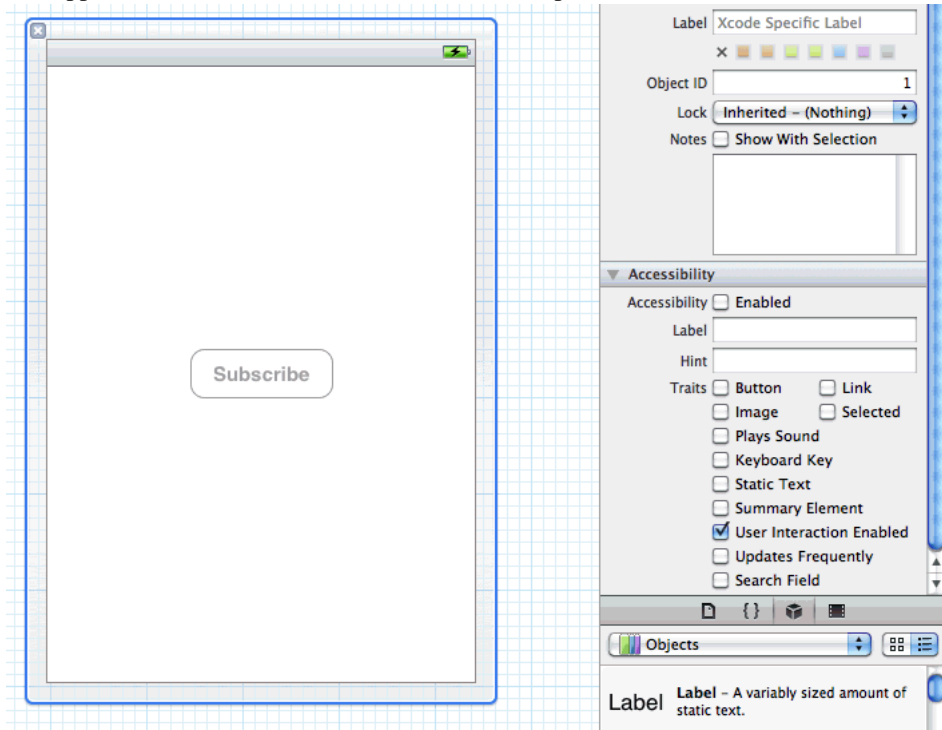 Label Xcode Specific Label
Object ID 1
Lock Inherited – (Nothing)
Notes Show With Selection
Accessibility
Accessibility Enabled
Label
Hint
Subscribe
Traits Button Link
Image Selected
Plays Sound
Keyboard Key
Static Text
Summary Element
User Interaction Enabled
Updates Frequently
Search Field
{}
Objects
Label Label – A variably sized amount of
static text.